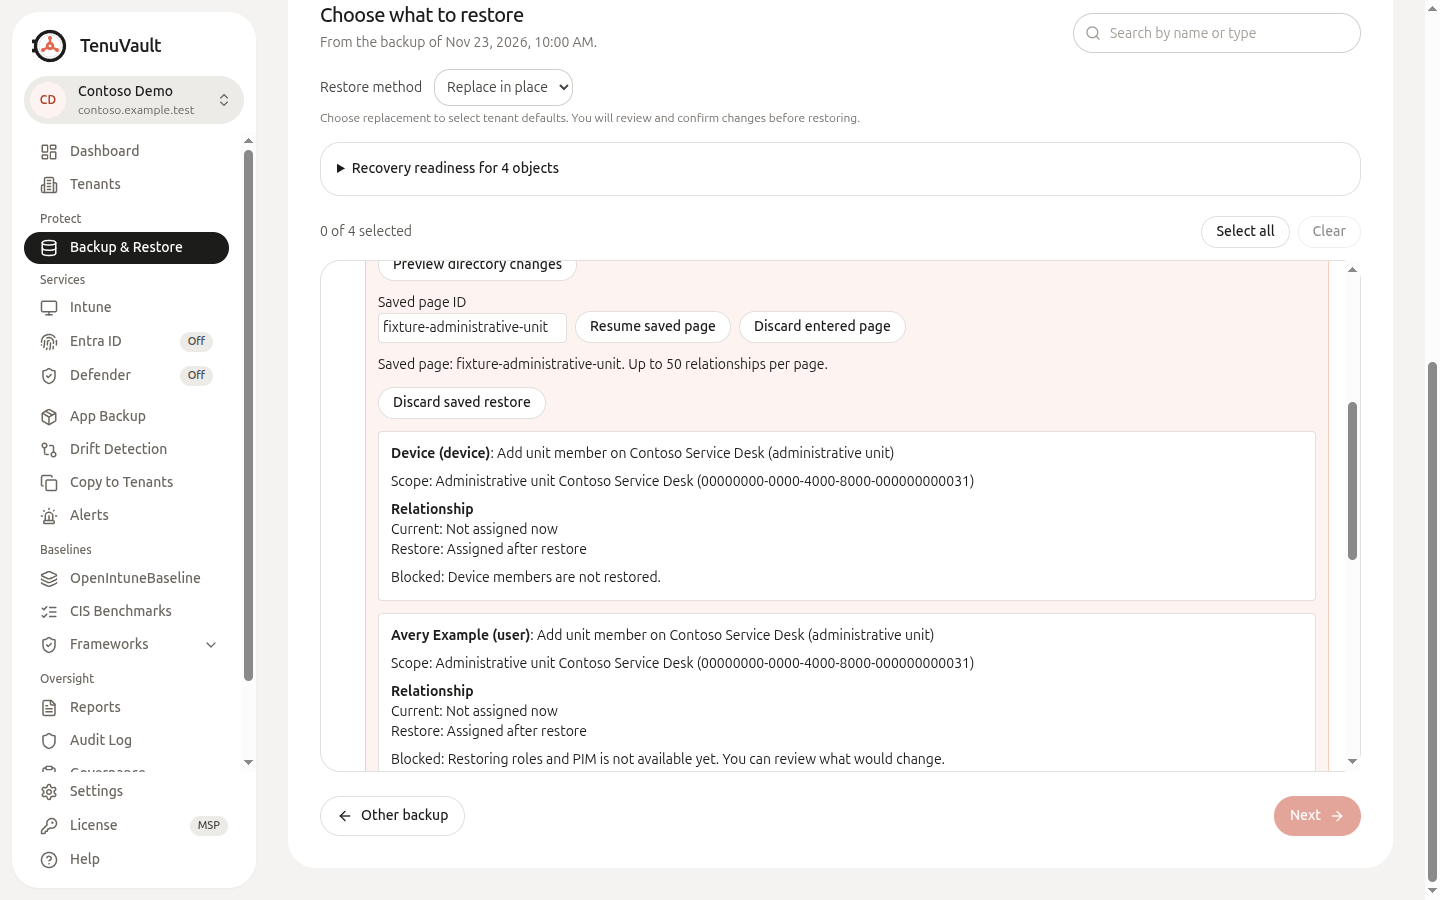 TenuVault
CD
Contoso Demo
contoso.example.test
Dashboard
Tenants
Protect
Backup & Restore
Services
Intune
Entra ID
Off
Defender
Off
App Backup
Drift Detection
Copy to Tenants
Alerts
Baselines
OpenIntuneBaseline
CIS Benchmarks
Frameworks
Oversight
Reports
Audit Log
Governance
Settings
License
MSP
Help
Choose what to restore
From the backup of Nov 23, 2026, 10:00 AM.
Search by name or type
Restore method
Replace in place
Choose replacement to select tenant defaults. You will review and confirm changes before restoring.
Recovery readiness for 4 objects
0 of 4 selected
Select all
Clear
Preview directory changes
Saved page ID
fixture-administrative-unit
Resume saved page
Discard entered page
Saved page: fixture-administrative-unit. Up to 50 relationships per page.
Discard saved restore
Device (device): Add unit member on Contoso Service Desk (administrative unit)
Scope: Administrative unit Contoso Service Desk (00000000-0000-4000-8000-000000000031)
Relationship
Current: Not assigned now
Restore: Assigned after restore
Blocked: Device members are not restored.
Avery Example (user): Add unit member on Contoso Service Desk (administrative unit)
Scope: Administrative unit Contoso Service Desk (00000000-0000-4000-8000-000000000031)
Relationship
Current: Not assigned now
Restore: Assigned after restore
Blocked: Restoring roles and PIM is not available yet. You can review what would change.
Other backup
Next